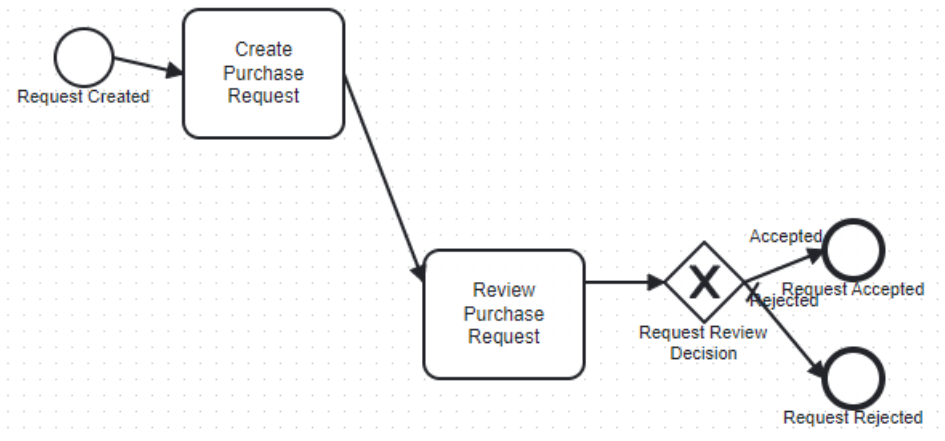 Create
Purchase
Request
Request Created
Accepted
Review
Purchase
Request
Request Accepted
Rejected
Request Review
Decision
Request Rejected